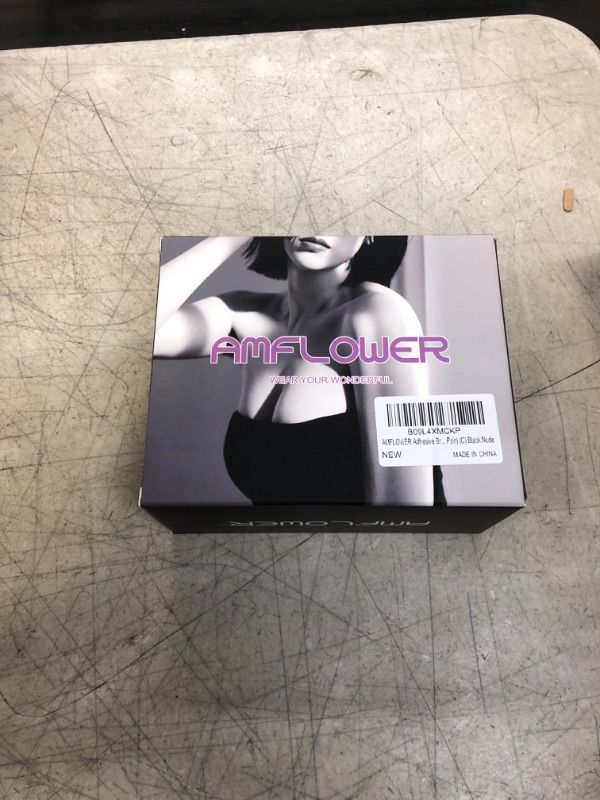 AMFLOWER
WEAR YOUR WONDERFUL
B09L4XMCKP
AMFLOWER Adhesive Br... Pair) (C) Black,Nude
NEW MADE IN CHINA
AMFLOWER